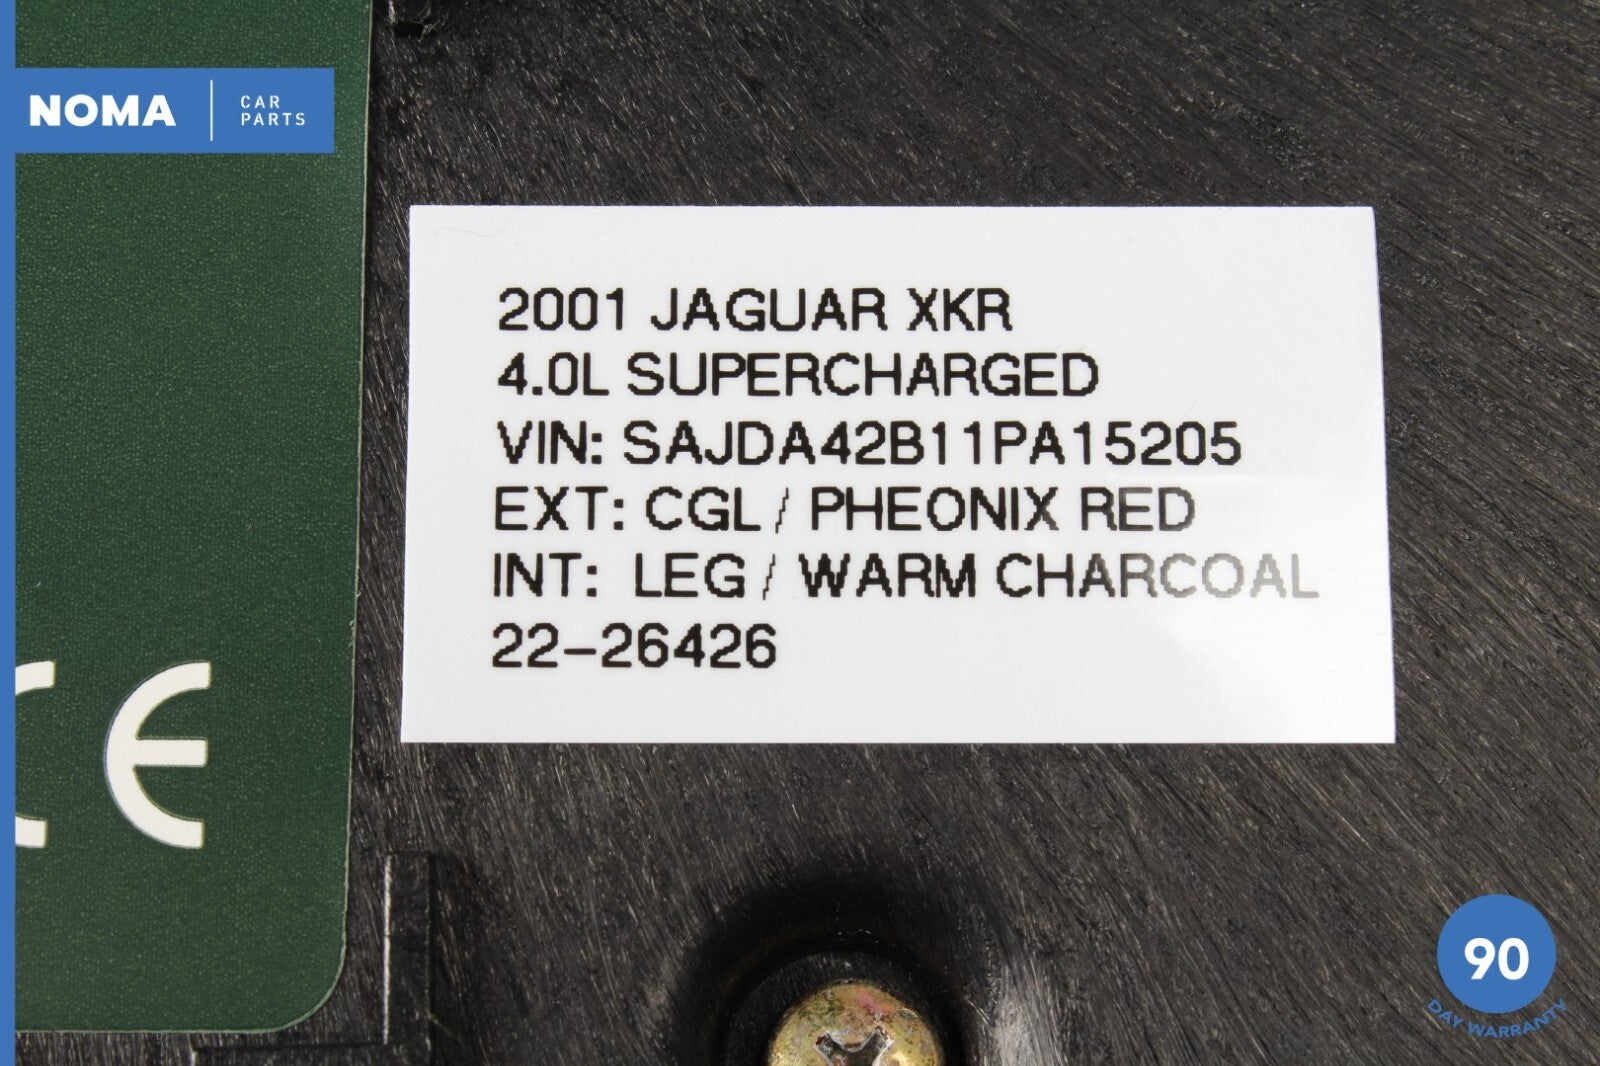 NOMA
CAR
PARTS
2001 JAGUAR XKR
4.0L SUPERCHARGED
VIN: SAJDA42B11PA15205
EXT: CGL / PHEONIX RED
INT: LEG / WARM CHARCOAL
22-26426
CE
90
DAY WARRANTY